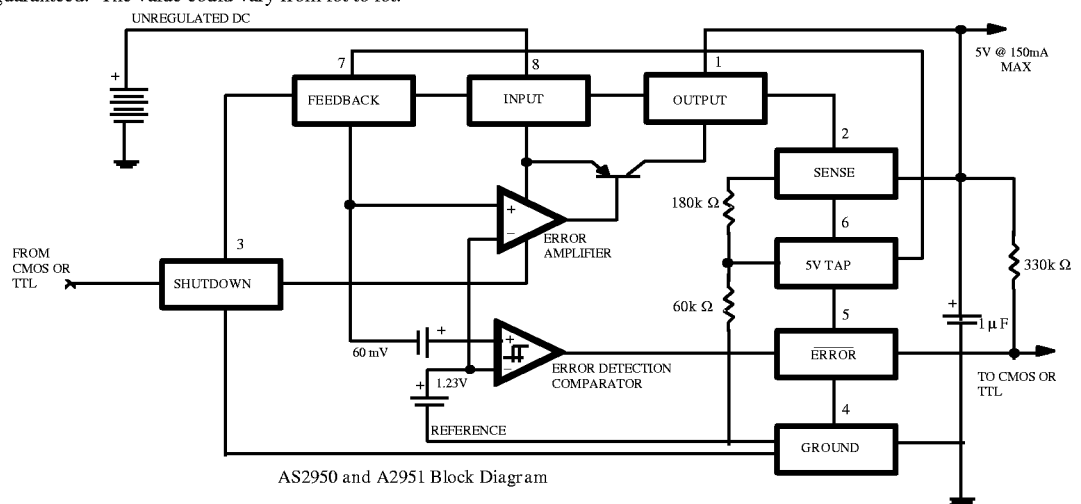 guaranteed. The value could vary from lot to lot.
UNREGULATED DC
7
8
1
5V @ 150mA
MAX
+
FEEDBACK
INPUT
OUTPUT
2
SENSE
180k Ω
+
−
ERROR
AMPLIFIER
6
5V TAP
330k Ω
FROM
CMOS OR
TTL
3
SHUTDOWN
60k Ω
+
1 µ F
5
60 mV
+
+
−
ERROR DETECTION
COMPARATOR
ERROR
TO CMOS OR
TTL
+
1.23V
REFERENCE
4
GROUND
AS2950 and A2951 Block Diagram